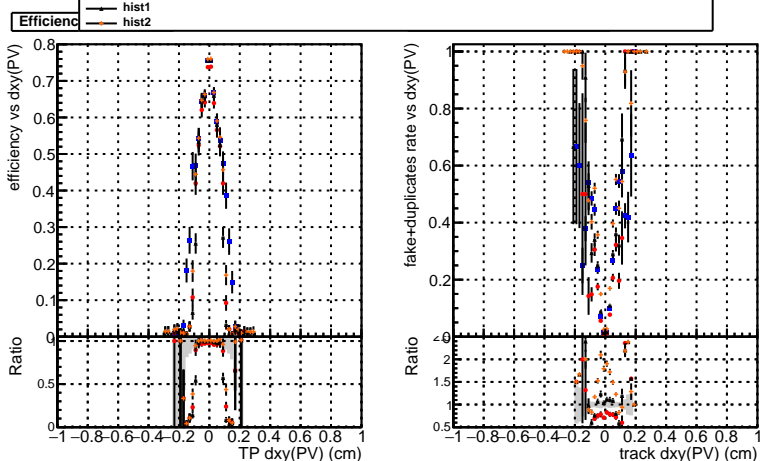 hist1
Efficienc hist2
efficiency vs dxy(PV)
0.8
0.7
0.6
0.5
0.4
0.3
0.2
0.1
0
Ratio
1
0.5
0
−1 −0.8 −0.6 −0.4 −0.2 0 0.2 0.4 0.6 0.8 1
TP dxy(PV) (cm)
fake+duplicates rate vs dxy(PV)
1
0.8
0.6
0.4
0.2
0
Ratio
2
1.5
1
0.5
−1 −0.8 −0.6 −0.4 −0.2 0 0.2 0.4 0.6 0.8 1
track dxy(PV) (cm)